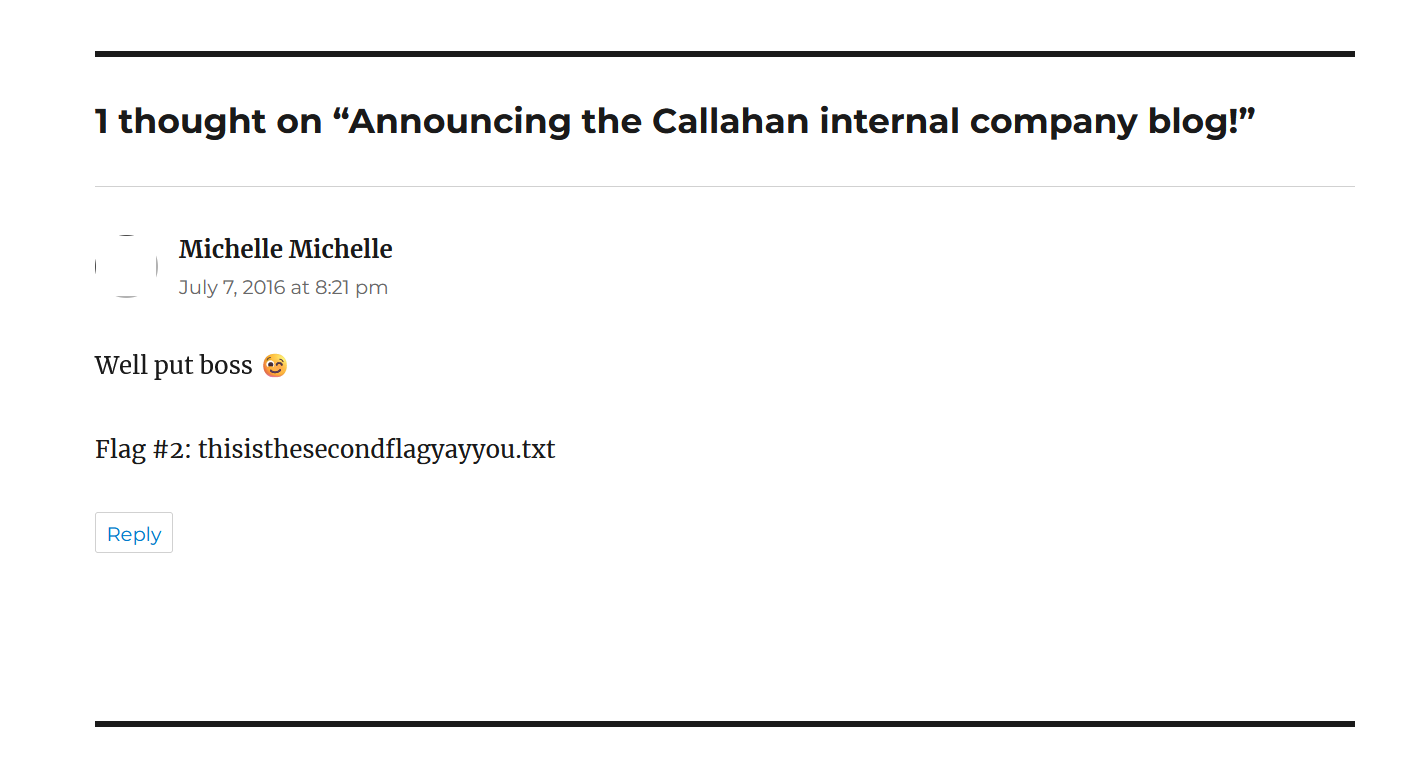 1 thought on “Announcing the Callahan internal company blog!”
Michelle Michelle
July 7, 2016 at 8:21 pm
Well put boss 😉
Flag #2: thisisthesecondflagyayyou.txt
Reply